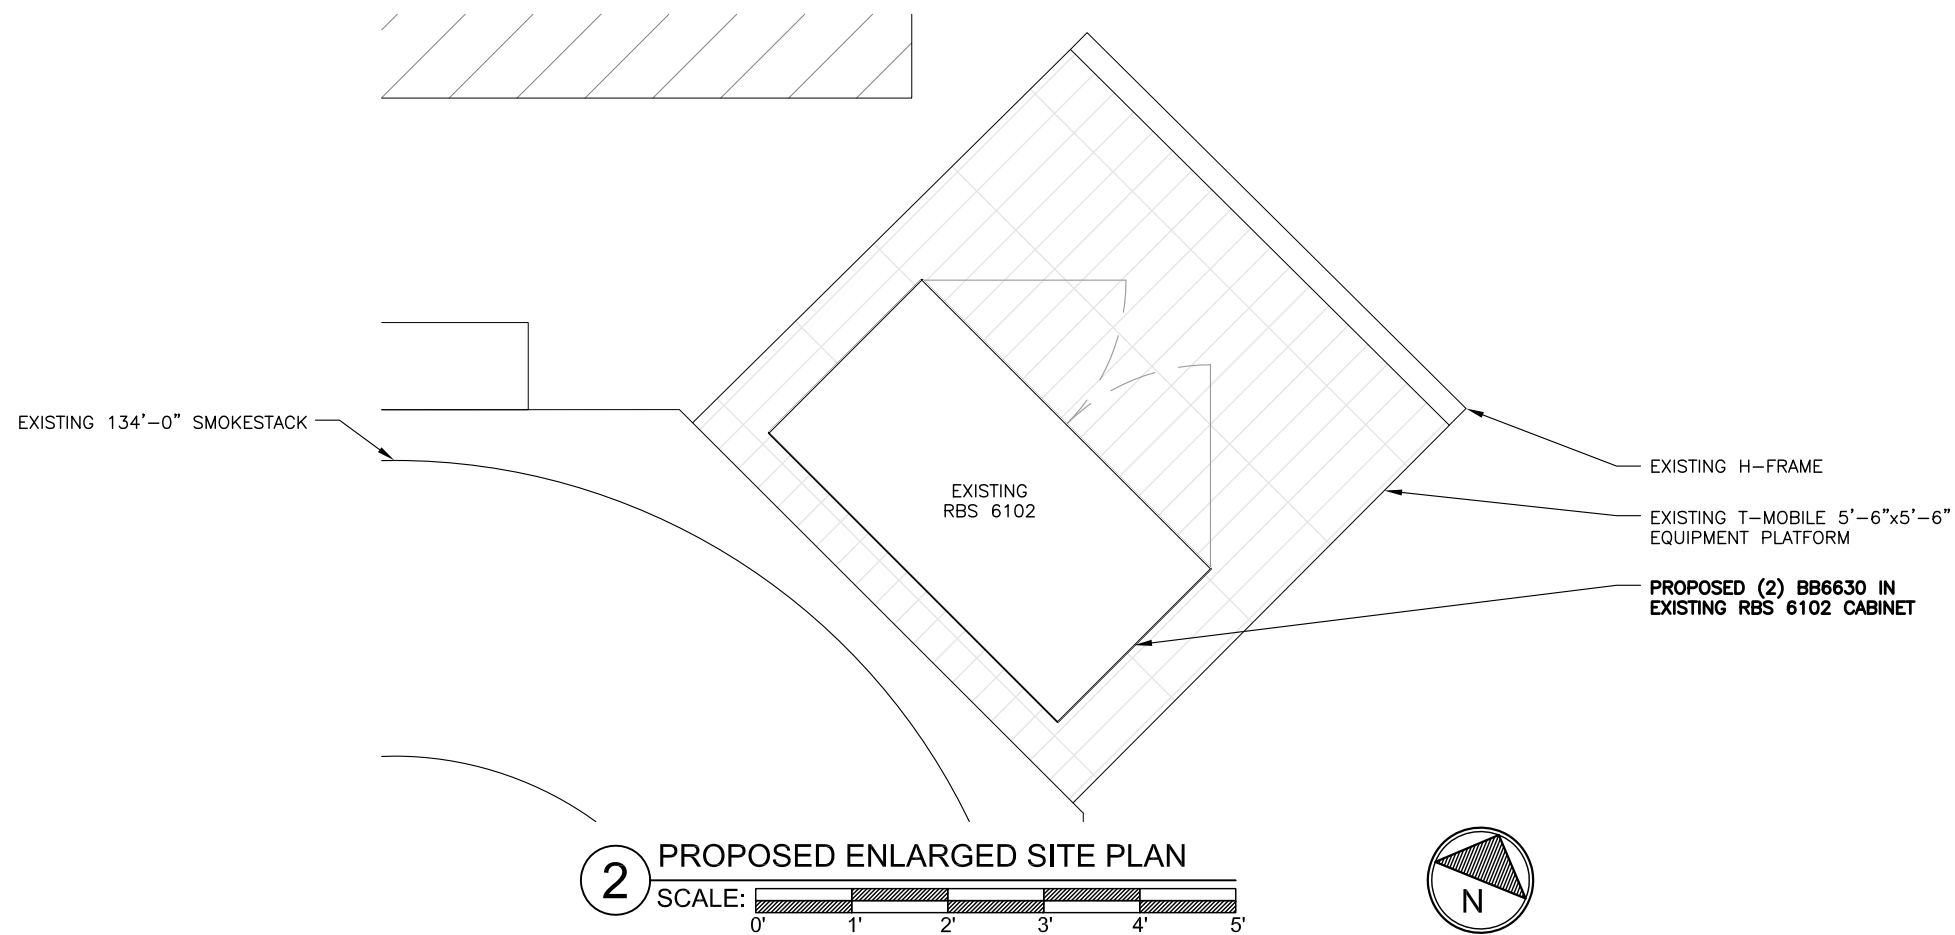 EXISTING 134'-0" SMOKESTACK
EXISTING
RBS 6102
EXISTING H-FRAME
EXISTING T-MOBILE 5'-6"x5'-6"
EQUIPMENT PLATFORM
PROPOSED (2) BB6630 IN
EXISTING RBS 6102 CABINET
2
PROPOSED ENLARGED SITE PLAN
SCALE:
0' 1' 2' 3' 4' 5'
N